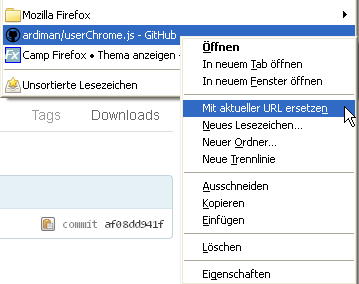 Mozilla Firefox
ardiman/userChrome.js - GitHub
Camp Firefox • Thema anzeigen -
Unsortierte Lesezeichen
Öffnen
In neuem Tab öffnen
In neuem Fenster öffnen
Mit aktueller URL ersetzen
Neues Lesezeichen...
Neuer Ordner...
Neue Trennlinie
Ausschneiden
Kopieren
Einfügen
Löschen
Eigenschaften
Tags Downloads
commit af08dd941f